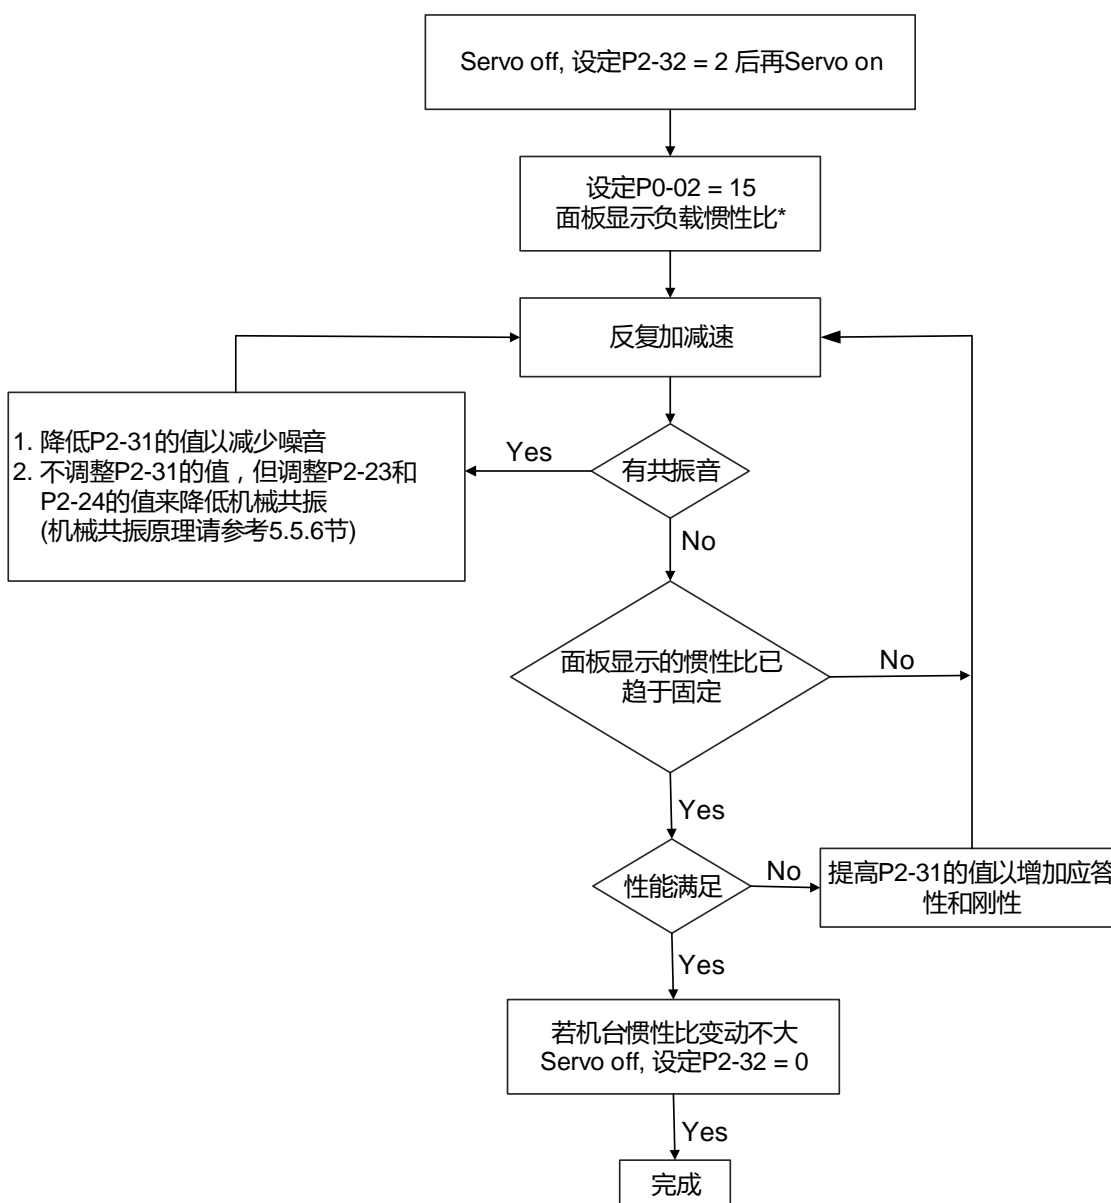 Servo off, 设定P2-32 = 2 后再Servo on
设定P0-02 = 15
面板显示负载惯性比*
反复加减速
1. 降低P2-31的值以减少噪音
2. 不调整P2-31的值，但调整P2-23和
P2-24的值来降低机械共振
(机械共振原理请参考5.5.6节)
Yes
有共振音
No
面板显示的惯性比已
趋于固定
No
Yes
性能满足
No
提高P2-31的值以增加应答
性和刚性
Yes
若机台惯性比变动不大
Servo off, 设定P2-32 = 0
Yes
完成